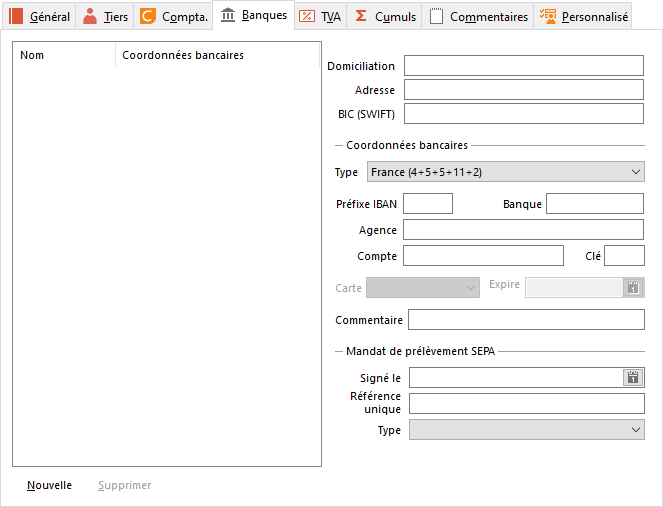 Général Tiers Compta. Banques TVA Cumuls Commentaires Personnalisé
Nom Coordonnées bancaires
Domiciliation
Adresse
BIC (SWIFT)
Coordonnées bancaires
Type France (4+5+5+11+2)
Préfixe IBAN Banque
Agence
Compte Clé
Carte Expire
Commentaire
Mandat de prélèvement SEPA
Signé le
Référence
unique
Type
Nouvelle Supprimer